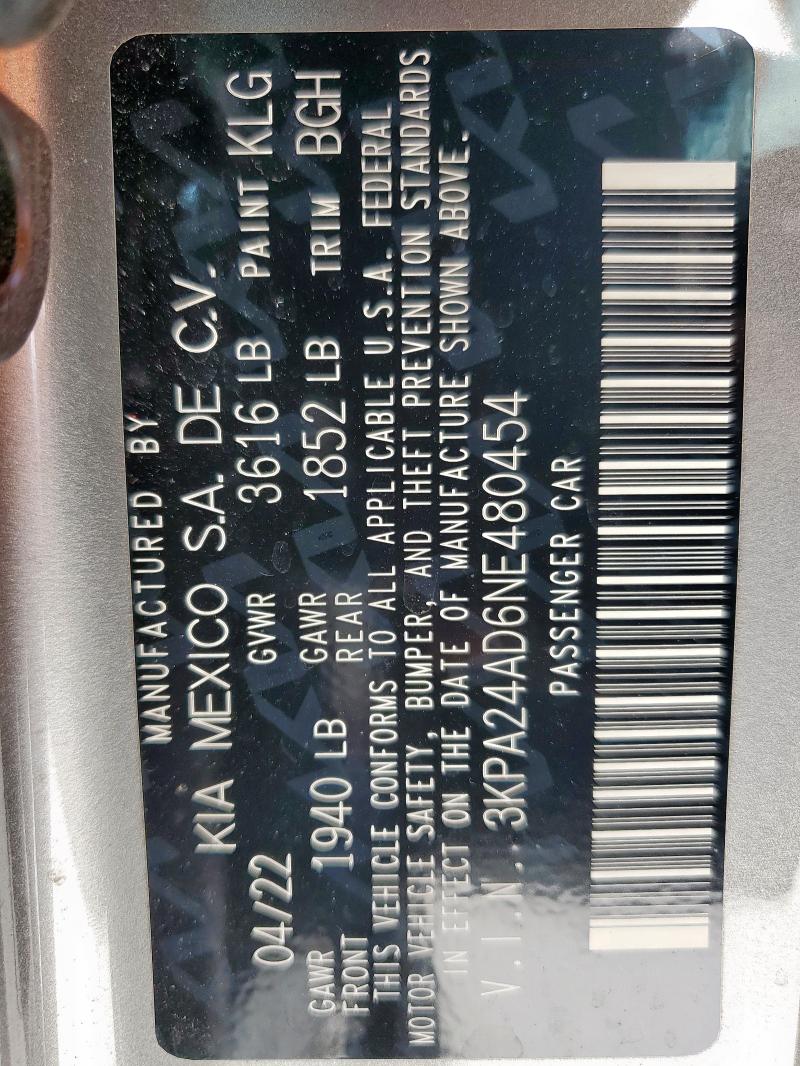 MANUFACTURED BY
KIA MEXICO S.A. DE C.V.
04/22 GVWR 3616 LB PAINT KLG
GAWR FRONT 1940 LB GAWR REAR 1852 LB TRIM BGH
THIS VEHICLE CONFORMS TO ALL APPLICABLE U.S.A. FEDERAL
MOTOR VEHICLE SAFETY, BUMPER, AND THEFT PREVENTION STANDARDS
IN EFFECT ON THE DATE OF MANUFACTURE SHOWN ABOVE.
V.I.N. 3KPA24AD6NE480454
PASSENGER CAR